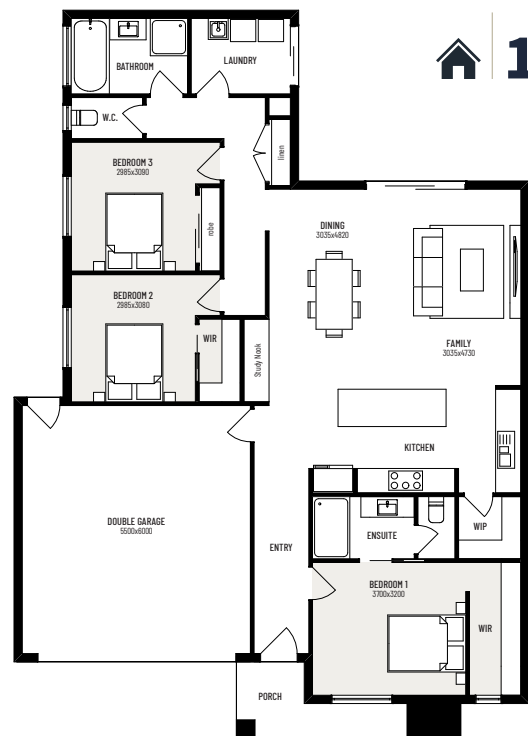 1
BATHROOM
LAUNDRY
W.C.
linen
BEDROOM 3
2985x3090
robe
DINING
3035x4820
BEDROOM 2
2985x3080
WIR
Study Nook
FAMILY
3035x4730
KITCHEN
DOUBLE GARAGE
5500x6000
ENTRY
ENSUITE
WIP
BEDROOM 1
3700x3200
WIR
PORCH